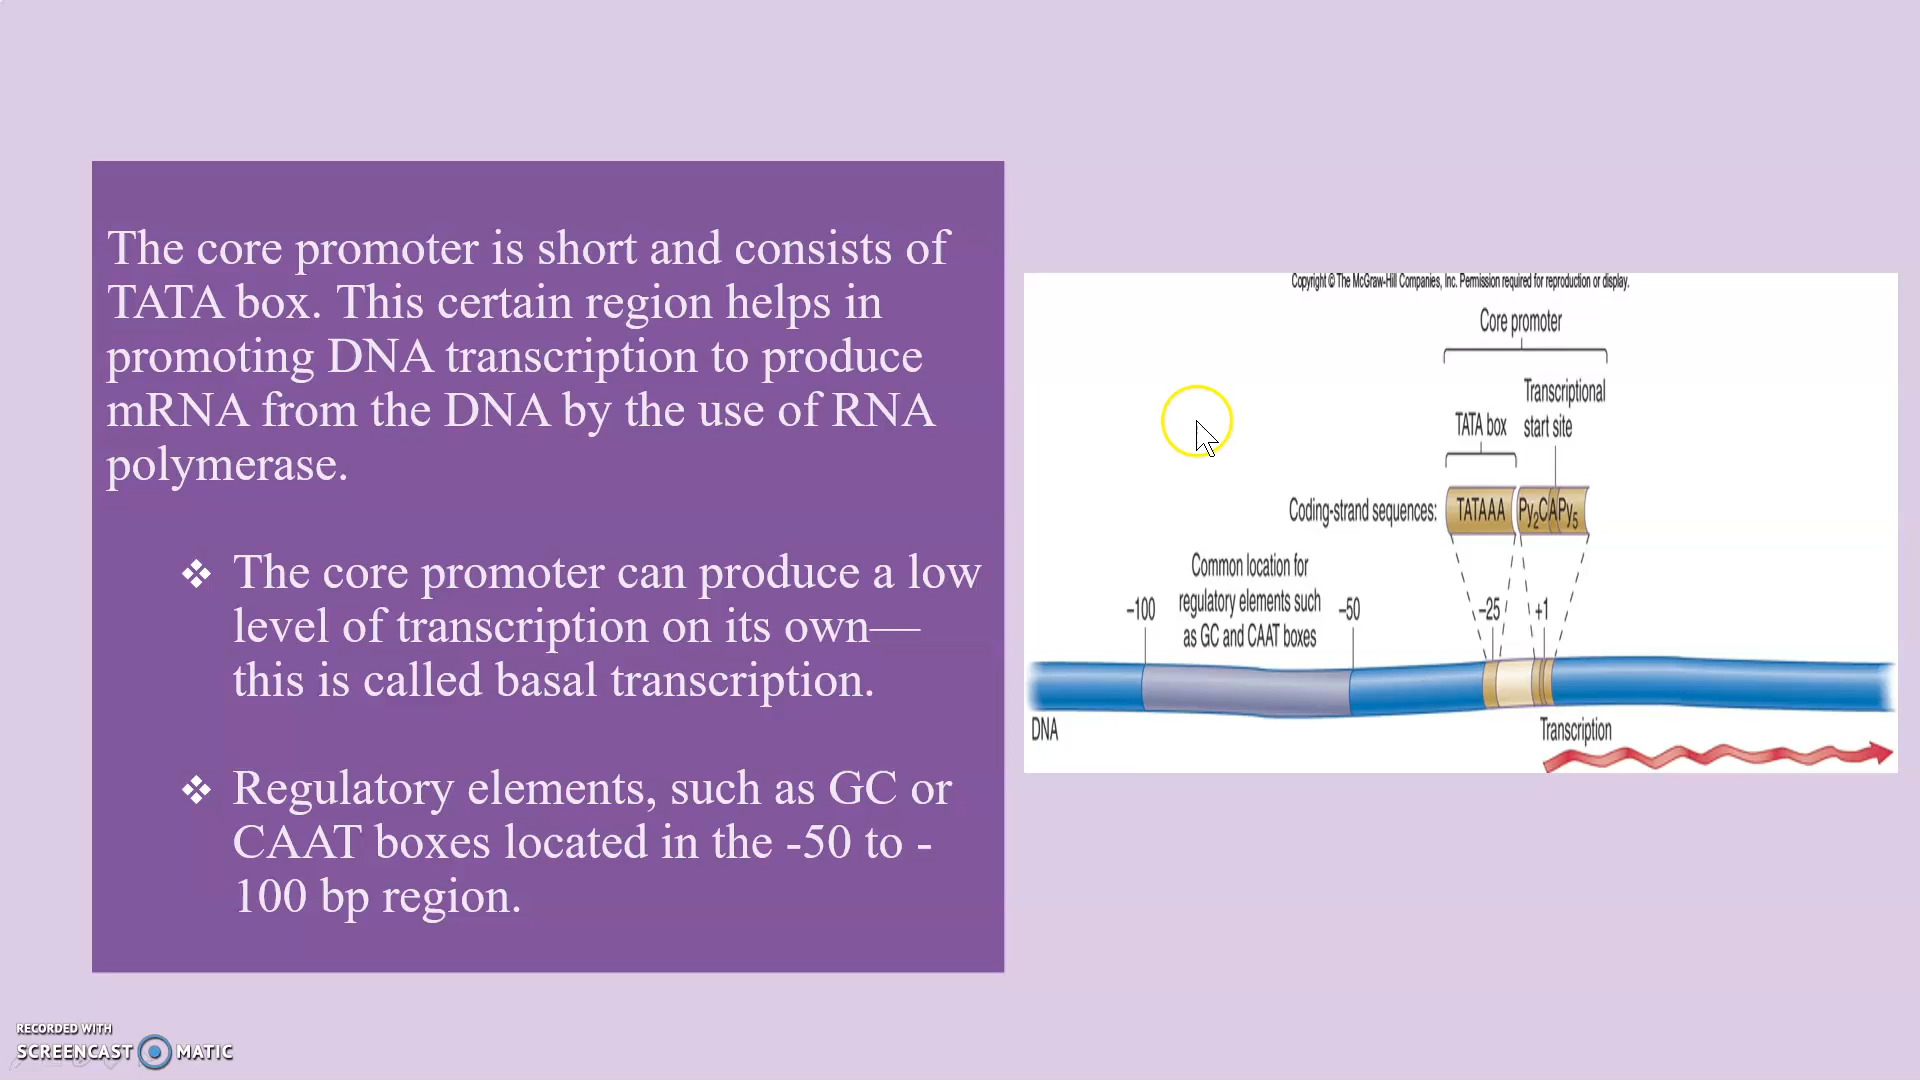 The core promoter is short and consists of
TATA box. This certain region helps in
promoting DNA transcription to produce
mRNA from the DNA by the use of RNA
polymerase.
❖ The core promoter can produce a low
level of transcription on its own—
this is called basal transcription.
❖ Regulatory elements, such as GC or
CAAT boxes located in the -50 to -
100 bp region.
Copyright © The McGraw-Hill Companies, Inc. Permission required for reproduction or display.
Core promoter
Transcriptional
start site
TATA box
Coding-strand sequences:
TATAAA
Py2CAPy5
Common location for
regulatory elements such
as GC and CAAT boxes
–100
–50
–25
+1
DNA
Transcription
RECORDED WITH
SCREENCAST MATIC